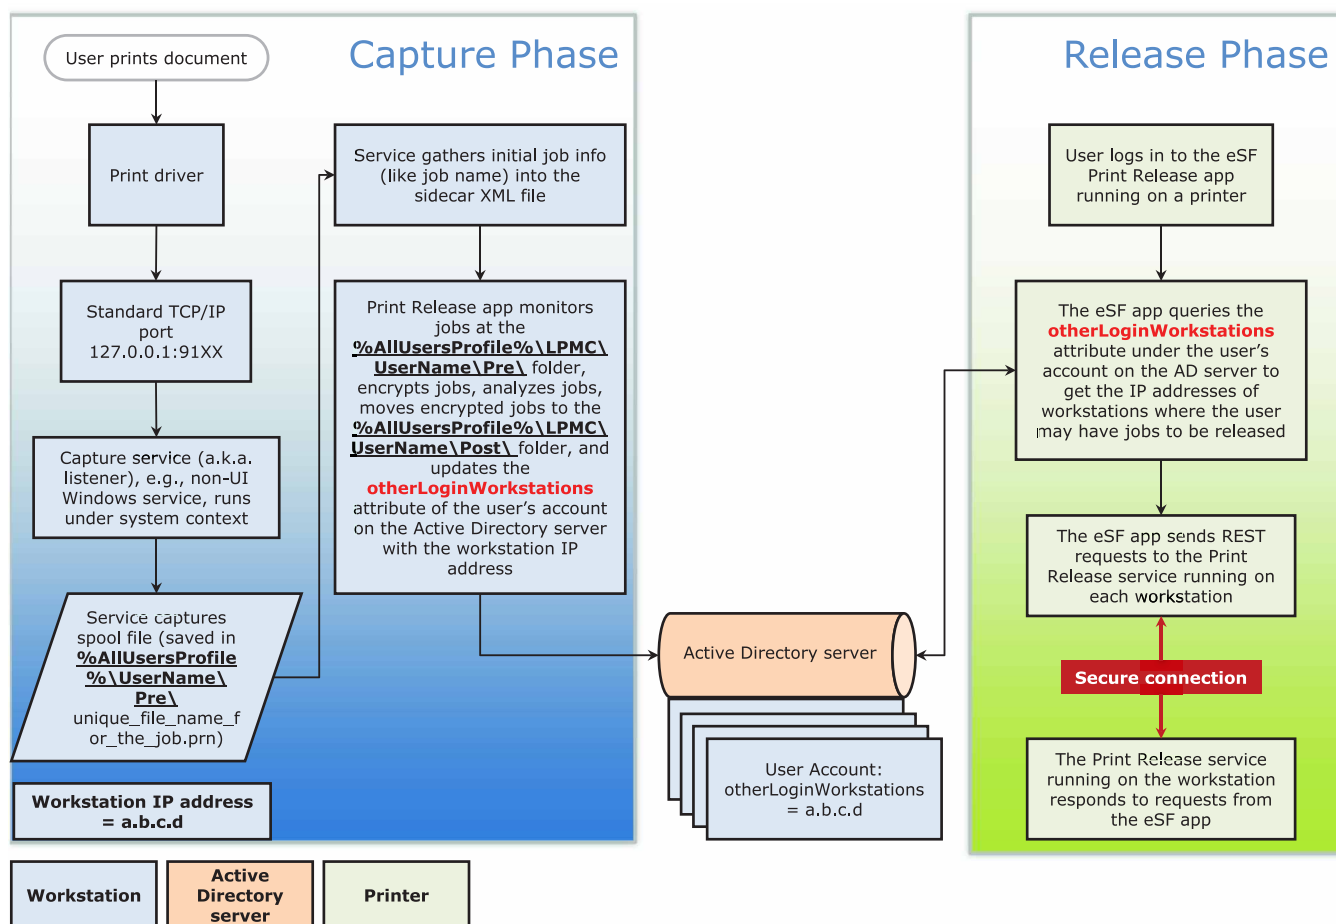 Capture Phase
User prints document
Print driver
Standard TCP/IP
port
127.0.0.1:91XX
Capture service (a.k.a.
listener), e.g., non-UI
Windows service, runs
under system context
Service captures
spool file (saved in
%AllUsersProfile
%\UserName\
Pre\
unique_file_name_f
or_the_job.prn)
Workstation IP address
= a.b.c.d
Service gathers initial job info
(like job name) into the
sidecar XML file
Print Release app monitors
jobs at the
%AllUsersProfile%\LPMC\
UserName\Pre\ folder,
encrypts jobs, analyzes jobs,
moves encrypted jobs to the
%AllUsersProfile%\LPMC\
UserName\Post\ folder, and
updates the
otherLoginWorkstations
attribute of the user's account
on the Active Directory server
with the workstation IP
address
Active Directory server
User Account:
otherLoginWorkstations
= a.b.c.d
Release Phase
User logs in to the eSF
Print Release app
running on a printer
The eSF app queries the
otherLoginWorkstations
attribute under the user's
account on the AD server to
get the IP addresses of
workstations where the user
may have jobs to be released
The eSF app sends REST
requests to the Print
Release service running on
each workstation
Secure connection
The Print Release service
running on the workstation
responds to requests from
the eSF app
Workstation
Active
Directory
server
Printer